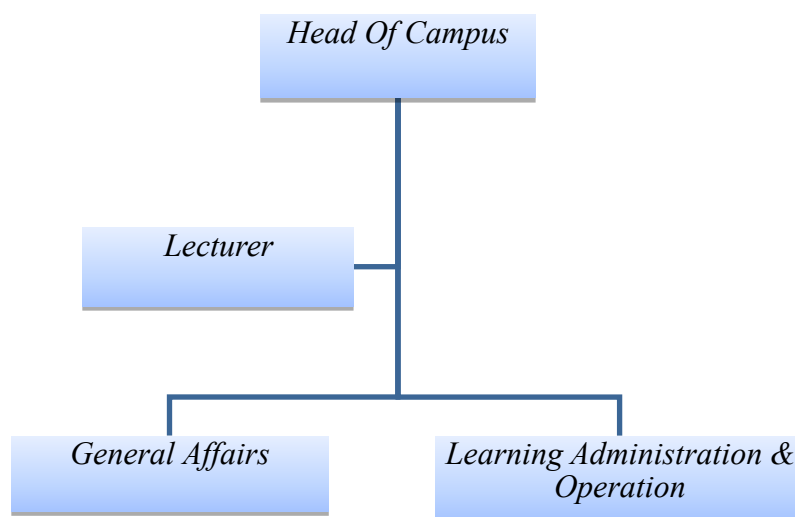 Head Of Campus
Lecturer
General Affairs
Learning Administration &
Operation